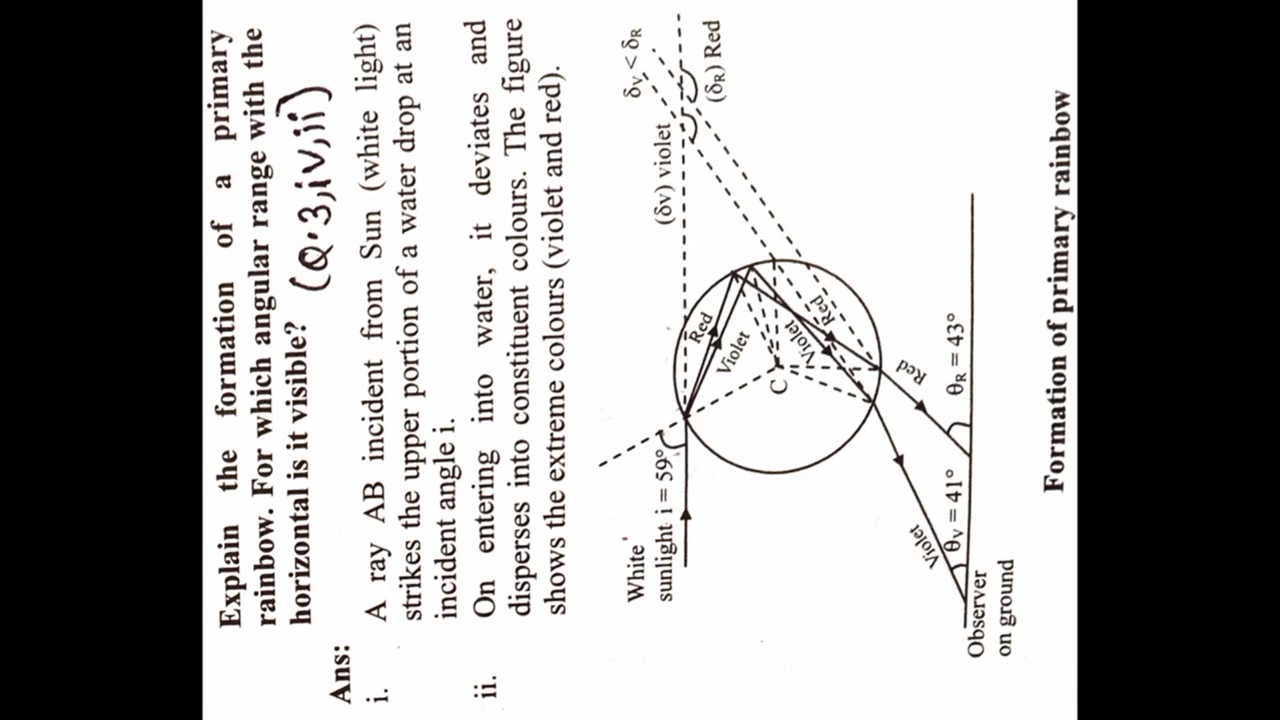 Explain the formation of a primary
rainbow. For which angular range with the
horizontal is it visible? (Q.3,iv,ii)
Ans:
i. A ray AB incident from Sun (white light)
strikes the upper portion of a water drop at an
incident angle i.
ii. On entering into water, it deviates and
disperses into constituent colours. The figure
shows the extreme colours (violet and red).
δV < δR
(δv) violet
(δR) Red
White
sunlight i = 59°
Red
Violet
Violet
Red
C
Red
Violet
θV = 41°
θR = 43°
Observer
on ground
Formation of primary rainbow